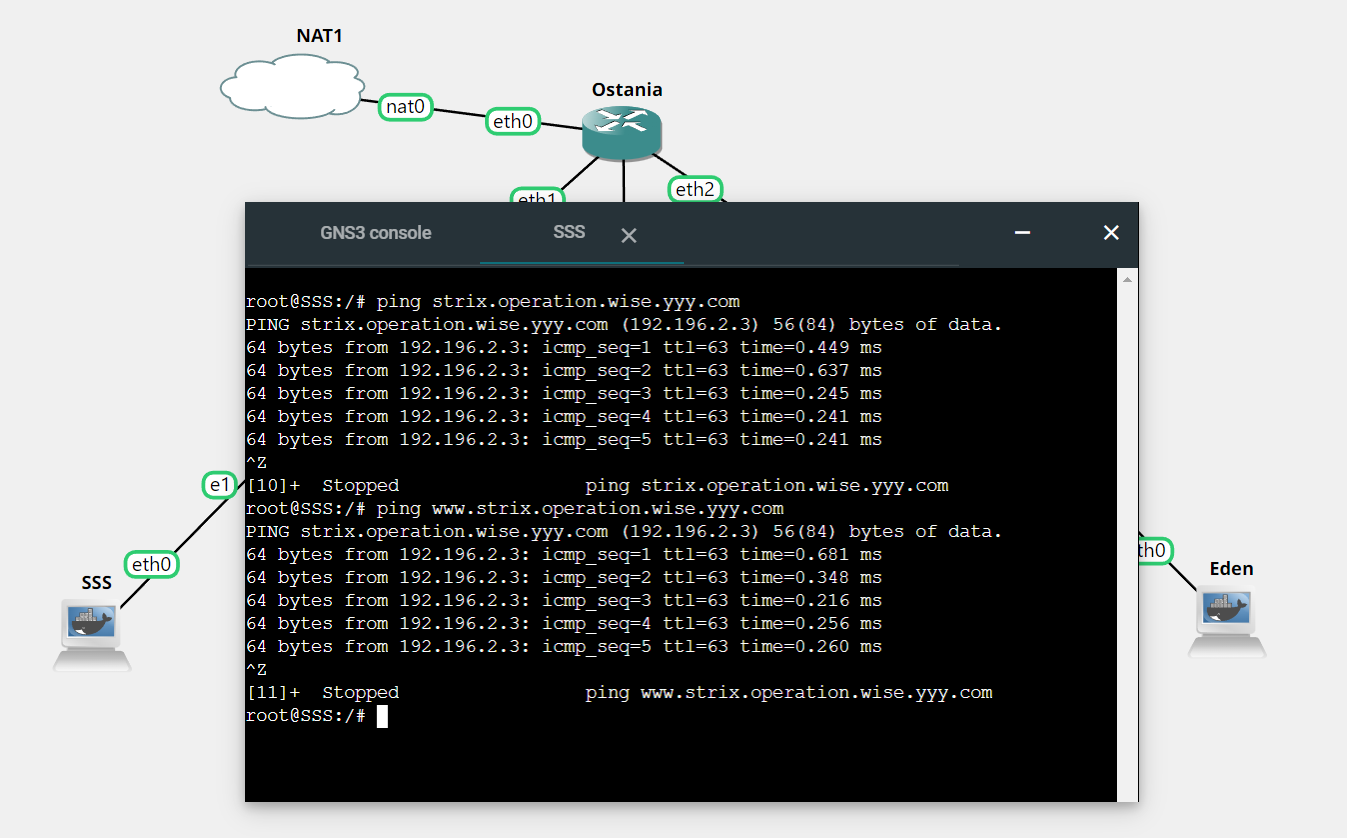 NAT1
Ostania
nat0
eth0
eth1
eth2
GNS3 console
SSS
root@SSS:/# ping strix.operation.wise.yyy.com
PING strix.operation.wise.yyy.com (192.196.2.3) 56(84) bytes of data.
64 bytes from 192.196.2.3: icmp_seq=1 ttl=63 time=0.449 ms
64 bytes from 192.196.2.3: icmp_seq=2 ttl=63 time=0.637 ms
64 bytes from 192.196.2.3: icmp_seq=3 ttl=63 time=0.245 ms
64 bytes from 192.196.2.3: icmp_seq=4 ttl=63 time=0.241 ms
64 bytes from 192.196.2.3: icmp_seq=5 ttl=63 time=0.241 ms
^Z
[10]+  Stopped                 ping strix.operation.wise.yyy.com
root@SSS:/# ping www.strix.operation.wise.yyy.com
PING strix.operation.wise.yyy.com (192.196.2.3) 56(84) bytes of data.
64 bytes from 192.196.2.3: icmp_seq=1 ttl=63 time=0.681 ms
64 bytes from 192.196.2.3: icmp_seq=2 ttl=63 time=0.348 ms
64 bytes from 192.196.2.3: icmp_seq=3 ttl=63 time=0.216 ms
64 bytes from 192.196.2.3: icmp_seq=4 ttl=63 time=0.256 ms
64 bytes from 192.196.2.3: icmp_seq=5 ttl=63 time=0.260 ms
^Z
[11]+  Stopped                 ping www.strix.operation.wise.yyy.com
root@SSS:/#
e1
eth0
SSS
th0
Eden